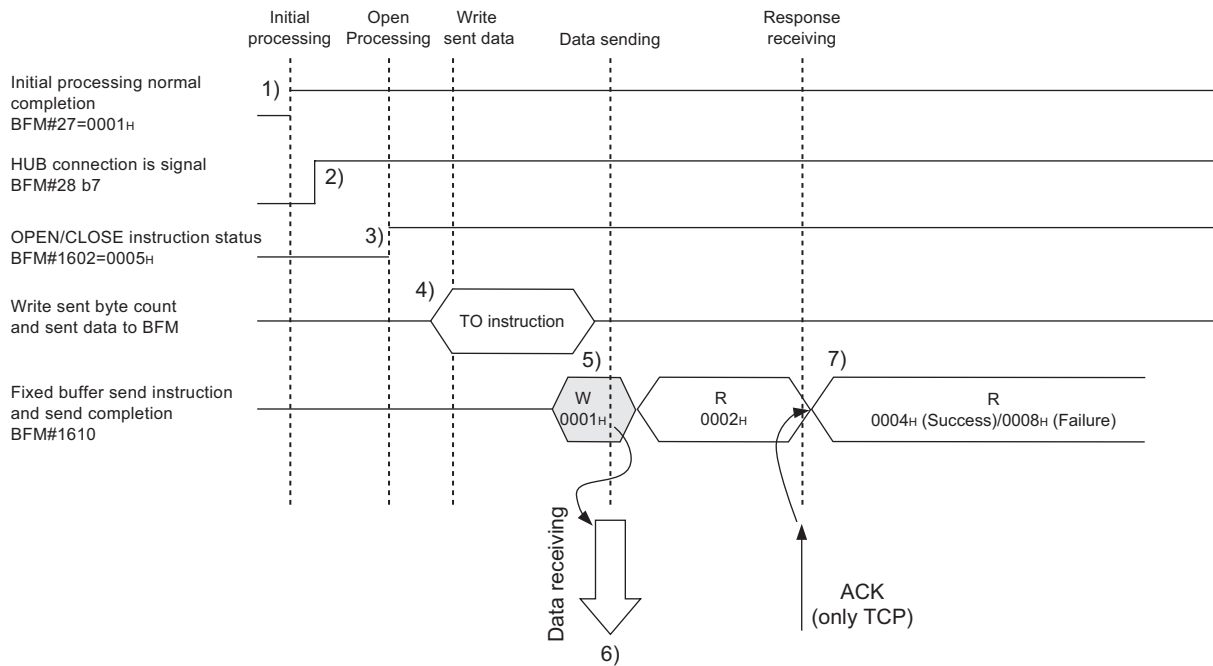 Initial
processing
Open
Processing
Write
sent data
Data sending
Response
receiving
Initial processing normal
completion
BFM#27=0001H
1)
HUB connection is signal
BFM#28 b7
2)
OPEN/CLOSE instruction status
BFM#1602=0005H
3)
Write sent byte count
and sent data to BFM
4)
TO instruction
Fixed buffer send instruction
and send completion
BFM#1610
5)
W
0001H
R
0002H
7)
R
0004H (Success)/0008H (Failure)
Data receiving
6)
ACK
(only TCP)